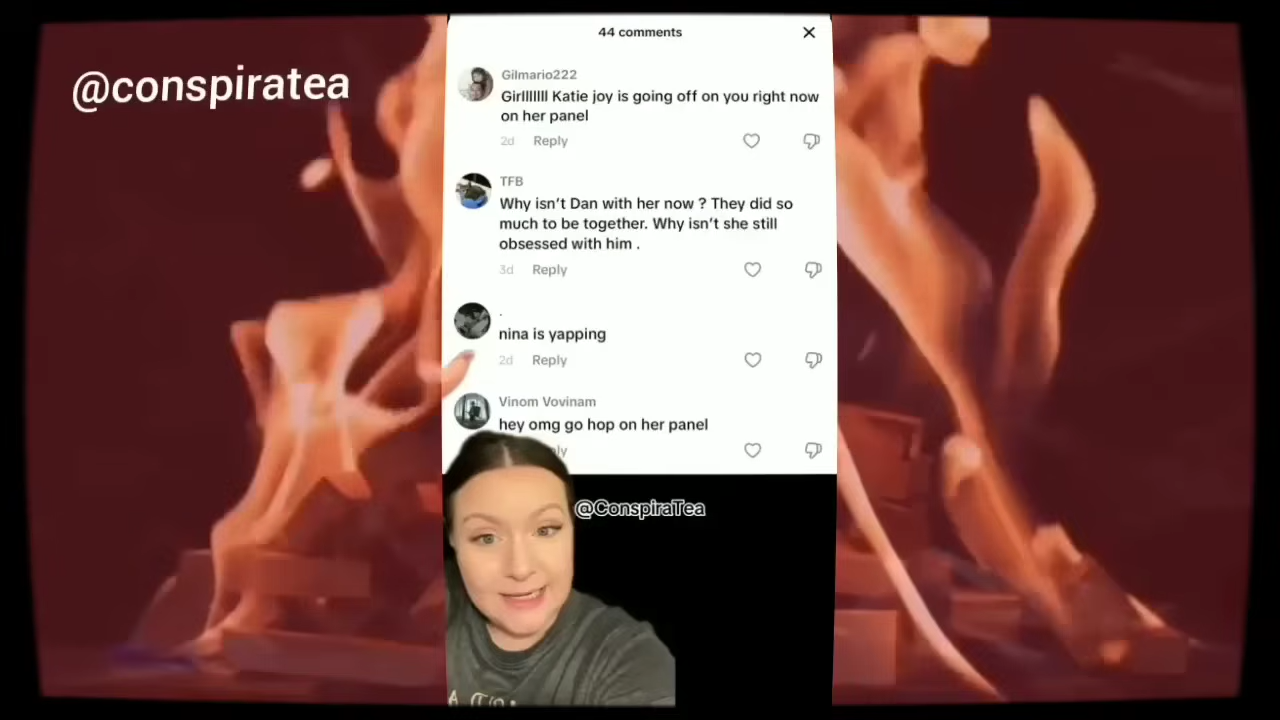 @conspiratea
44 comments
Gilmario222
Girlllllll Katie joy is going off on you right now
on her panel
2d Reply
TFB
Why isn't Dan with her now ? They did so
much to be together. Why isn't she still
obsessed with him .
3d Reply
.
nina is yapping
2d Reply
Vinom Vovinam
hey omg go hop on her panel
@ConspiraTea